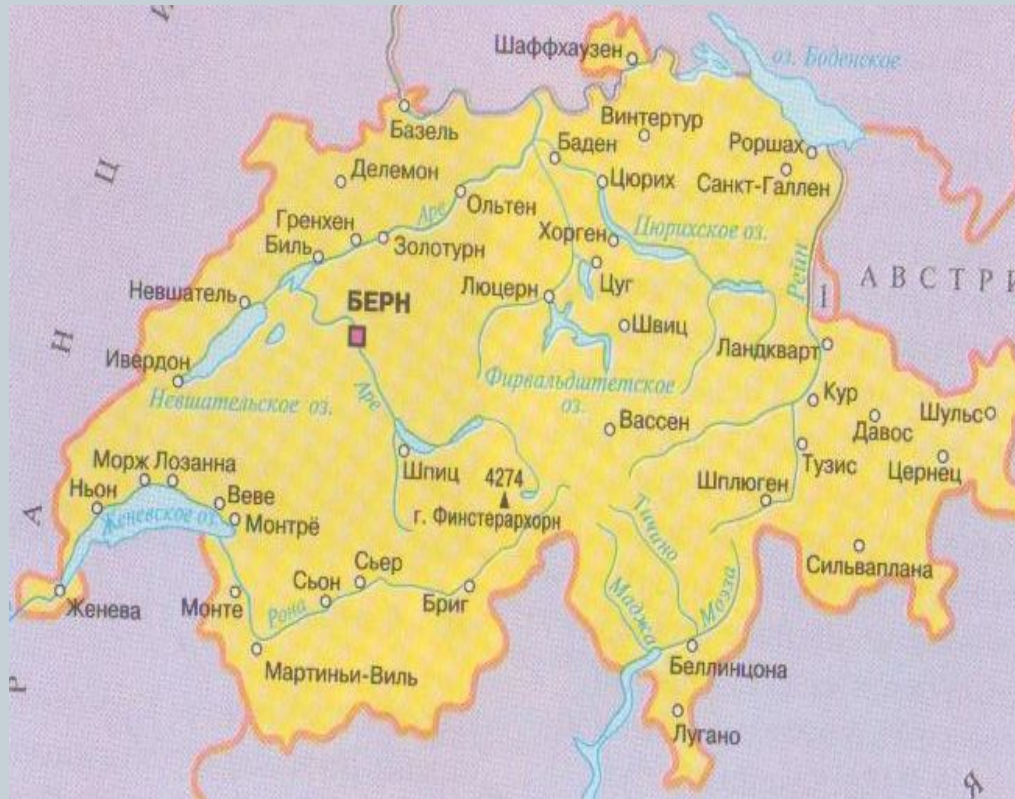 Шаффхаузен
оз. Боденское
Базель
Винтертур
Баден
Роршах
Делемон
Цюрих
Санкт-Галлен
Ольтен
Аре
Гренхен
Золотурн
Хорген
Цюрихское оз.
Биль
Рейн
АВСТРИ
Невшатель
БЕРН
Люцерн
Цуг
1
Швиц
Ландкварт
Ивердон
Невшательское оз.
Аре
Фирвальдштетское
оз.
Кур
Вассен
Давос
Шульс
Шпиц
Тузис
Цернец
Морж
Лозанна
4274
Шплюген
Ньон
Веве
г. Финстерархорн
Женевское оз.
Монтрё
Тичино
Сильваплана
Сьер
Сьон
Бриг
Женева
Монте
Рона
Маджа
Моэза
Мартиньи-Виль
Беллинцона
Лугано
Р
А
Н
Ц
И
Я